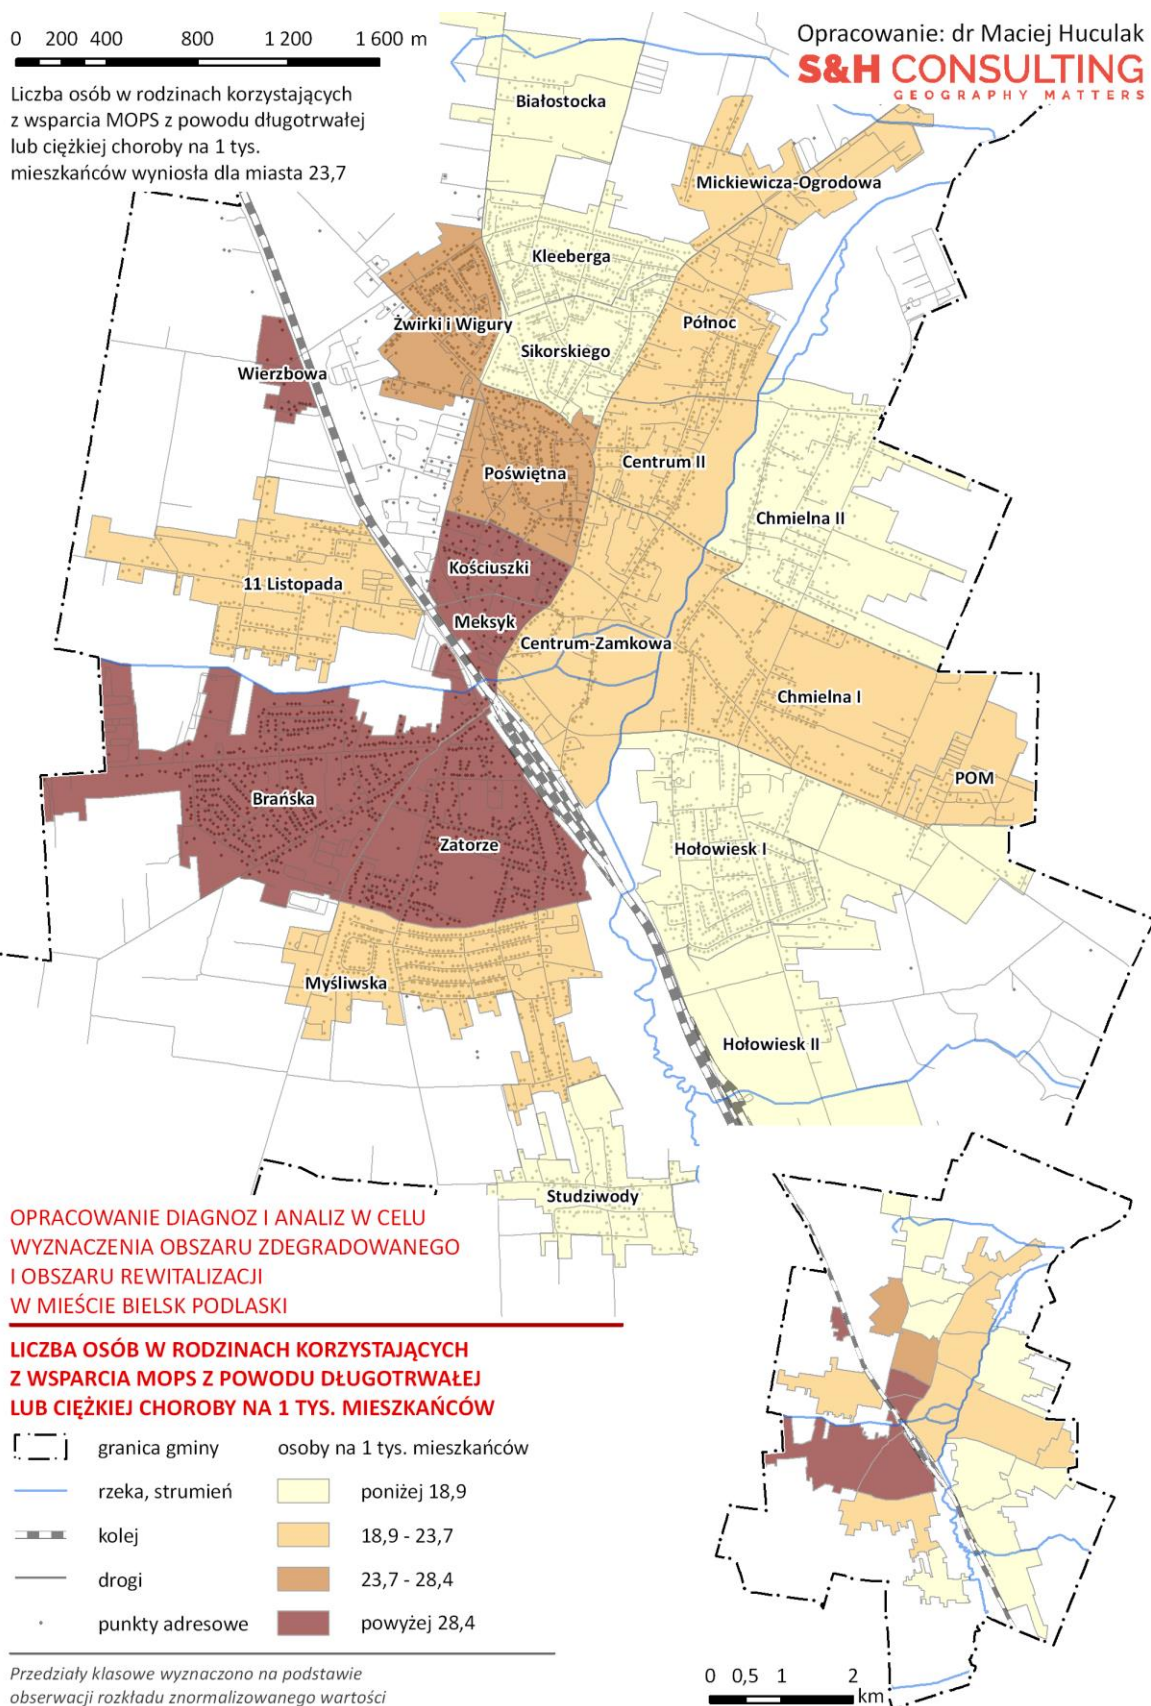 0 200 400 800 1 200 1 600 m
Liczba osób w rodzinach korzystających
z wsparcia MOPS z powodu długotrwałej
lub ciężkiej choroby na 1 tys.
mieszkańców wyniosła dla miasta 23,7
Opracowanie: dr Maciej Huculak
S&H CONSULTING
GEOGRAPHY MATTERS
Białostocka
Mickiewicza-Ogrodowa
Kleeberga
Żwirki i Wigury
Północ
Sikorskiego
Wierzbowa
Poświętna
Centrum II
Chmielna II
Kościuszki
11 Listopada
Meksyk
Centrum-Zamkowa
Chmielna I
POM
Brańska
Zatorze
Hołowiesk I
Myśliwska
Hołowiesk II
Studziwody
OPRACOWANIE DIAGNOZ I ANALIZ W CELU
WYZNACZENIA OBSZARU ZDEGRADOWANEGO
I OBSZARU REWITALIZACJI
W MIEŚCIE BIELSK PODLASKI
LICZBA OSÓB W RODZINACH KORZYSTAJĄCYCH
Z WSPARCIA MOPS Z POWODU DŁUGOTRWAŁEJ
LUB CIĘŻKIEJ CHOROBY NA 1 TYS. MIESZKAŃCÓW
granica gminy osoby na 1 tys. mieszkańców
rzeka, strumień poniżej 18,9
kolej 18,9 - 23,7
drogi 23,7 - 28,4
punkty adresowe powyżej 28,4
Przedziały klasowe wyznaczono na podstawie
obserwacji rozkładu znormalizowanego wartości
0 0,5 1 2
km